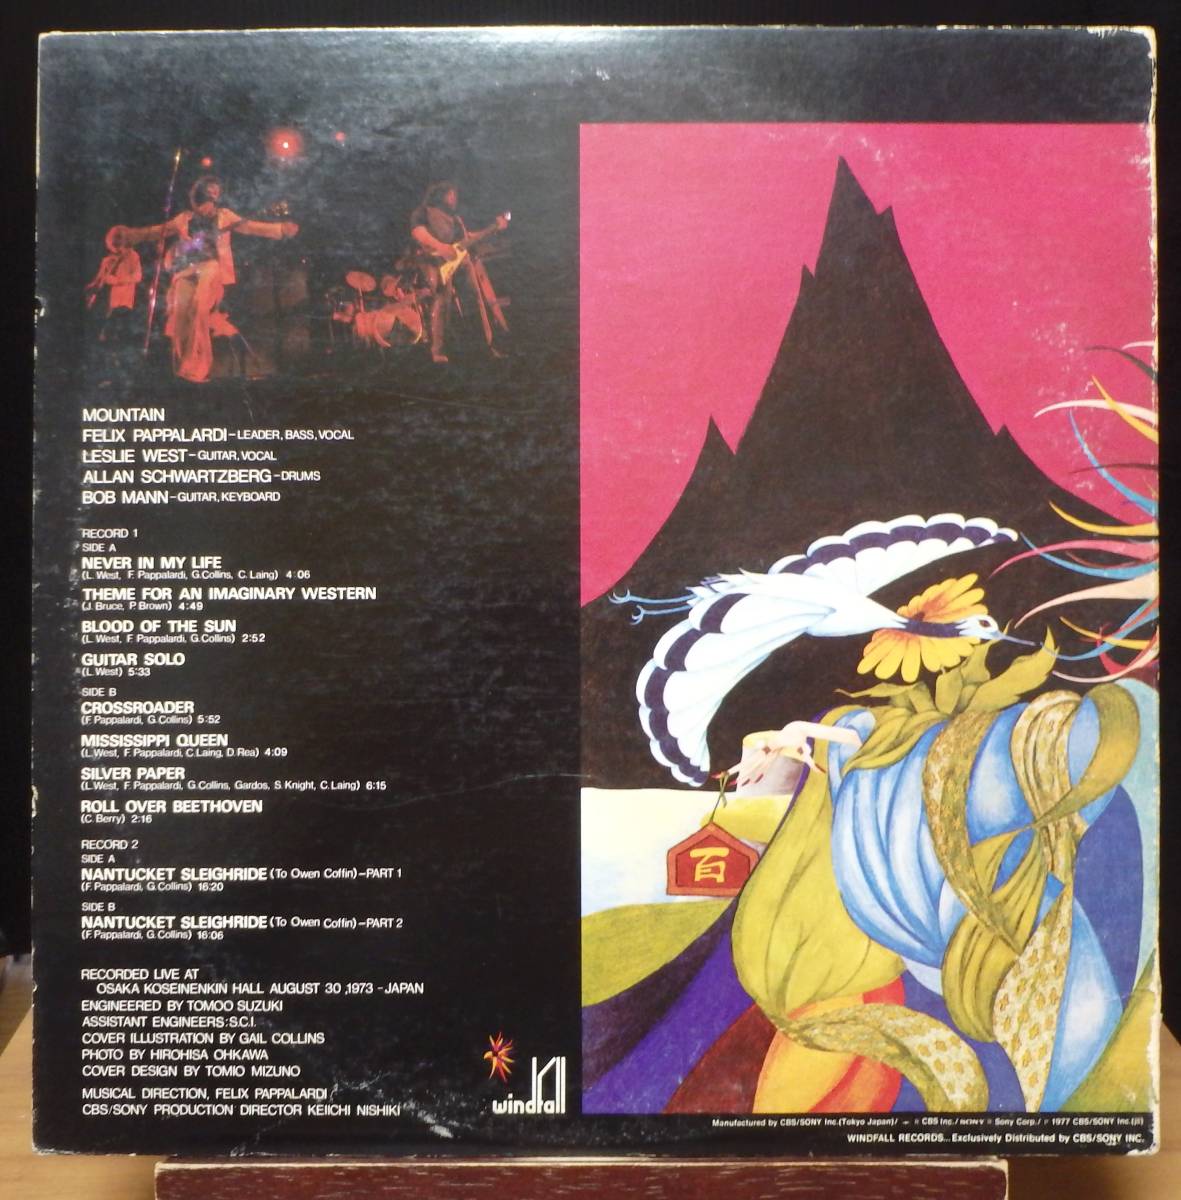 MOUNTAIN
FELIX PAPPALARDI-LEADER, BASS, VOCAL
LESLIE WEST-GUITAR, VOCAL
ALLAN SCHWARTZBERG-DRUMS
BOB MANN-GUITAR, KEYBOARD
RECORD 1
SIDE A
NEVER IN MY LIFE
(L. West, F. Pappalardi, G. Collins, C. Laing) 4:06
THEME FOR AN IMAGINARY WESTERN
(J. Bruce, P. Brown) 4:49
BLOOD OF THE SUN
(L. West, F. Pappalardi, G. Collins) 2:52
GUITAR SOLO
(L. West) 5:33
SIDE B
CROSSROADER
(F. Pappalardi, G. Collins) 5:52
MISSISSIPPI QUEEN
(L. West, F. Pappalardi, C. Laing, D. Rea) 4:09
SILVER PAPER
(L. West, F. Pappalardi, G. Collins, Gardos, S. Knight, C. Laing) 6:15
ROLL OVER BEETHOVEN
(C. Berry) 2:16
RECORD 2
SIDE A
NANTUCKET SLEIGHRIDE (To Owen Coffin)-PART 1
(F. Pappalardi, G. Collins) 16:20
SIDE B
NANTUCKET SLEIGHRIDE (To Owen Coffin)-PART 2
(F. Pappalardi, G. Collins) 16:06
RECORDED LIVE AT
OSAKA KOSEINENKIN HALL AUGUST 30, 1973 - JAPAN
ENGINEERED BY TOMOO SUZUKI
ASSISTANT ENGINEERS: S.C.I.
COVER ILLUSTRATION BY GAIL COLLINS
PHOTO BY HIROHISA OHKAWA
COVER DESIGN BY TOMIO MIZUNO
MUSICAL DIRECTION, FELIX PAPPALARDI
CBS/SONY PRODUCTION DIRECTOR KEIICHI NISHIKI
windfall
百
Manufactured by CBS/SONY Inc. (Tokyo Japan) / CBS Inc. / SONY Sony Corp. / ℗ 1977 CBS/SONY Inc.
WINDFALL RECORDS... Exclusively Distributed by CBS/SONY INC.